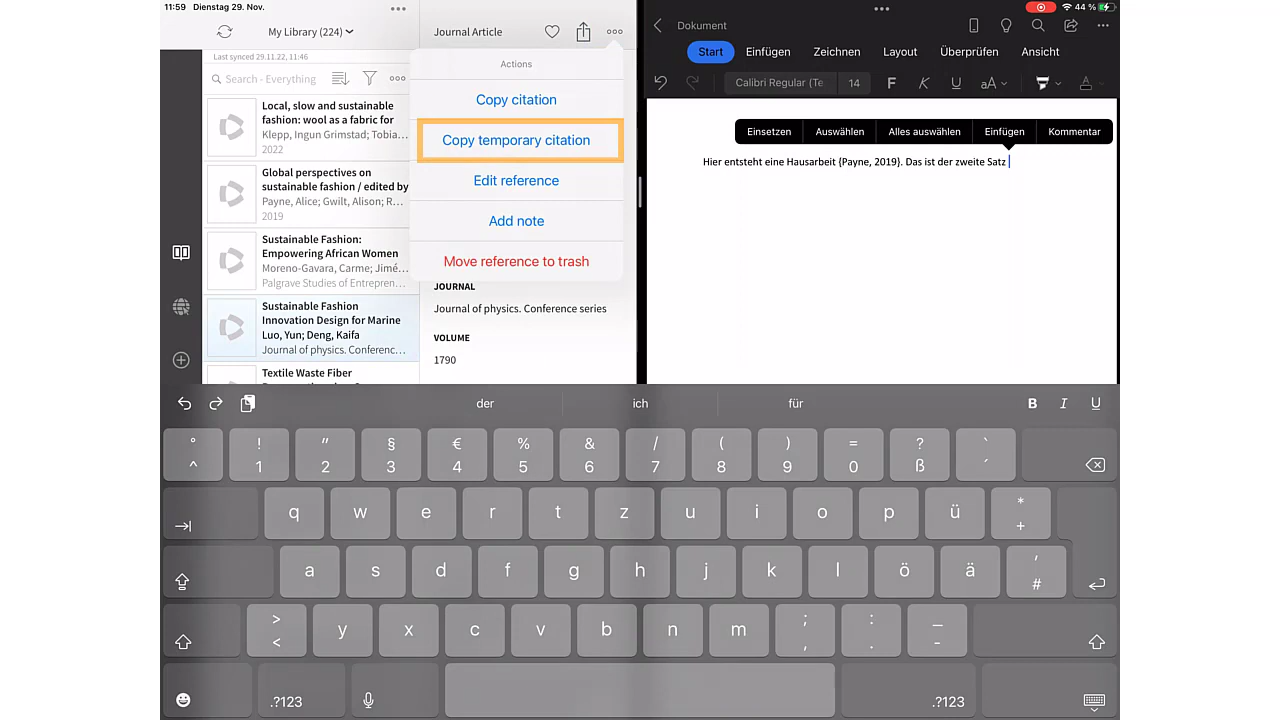 11:59 Dienstag 29. Nov.
44 %
My Library (224)
Last synced 29.11.22, 11:46
Search - Everything
Local, slow and sustainable
fashion: wool as a fabric for
Klepp, Ingun Grimstad; Tobia...
2022
Global perspectives on
sustainable fashion / edited by
Payne, Alice; Gwilt, Alison; R...
2019
Sustainable Fashion:
Empowering African Women
Moreno-Gavara, Carme; Jimé...
Palgrave Studies of Entrepren...
Sustainable Fashion
Innovation Design for Marine
Luo, Yun; Deng, Kaifa
Journal of physics. Conferenc...
Textile Waste Fiber
Journal Article
Actions
Copy citation
Copy temporary citation
Edit reference
Add note
Move reference to trash
JOURNAL
Journal of physics. Conference series
VOLUME
1790
Dokument
Start Einfügen Zeichnen Layout Überprüfen Ansicht
Calibri Regular (Te 14 F K U aA A
Einsetzen Auswählen Alles auswählen Einfügen Kommentar
Hier entsteht eine Hausarbeit {Payne, 2019}. Das ist der zweite Satz
der ich für B I U
° ! " § € % & / ( ) = ? `
^ 1 2 3 4 5 6 7 8 9 0 ß ´
q w e r t z u i o p ü * +
a s d f g h j k l ö ä ' #
> < y x c v b n m ; , : . _ -
.?123 .?123